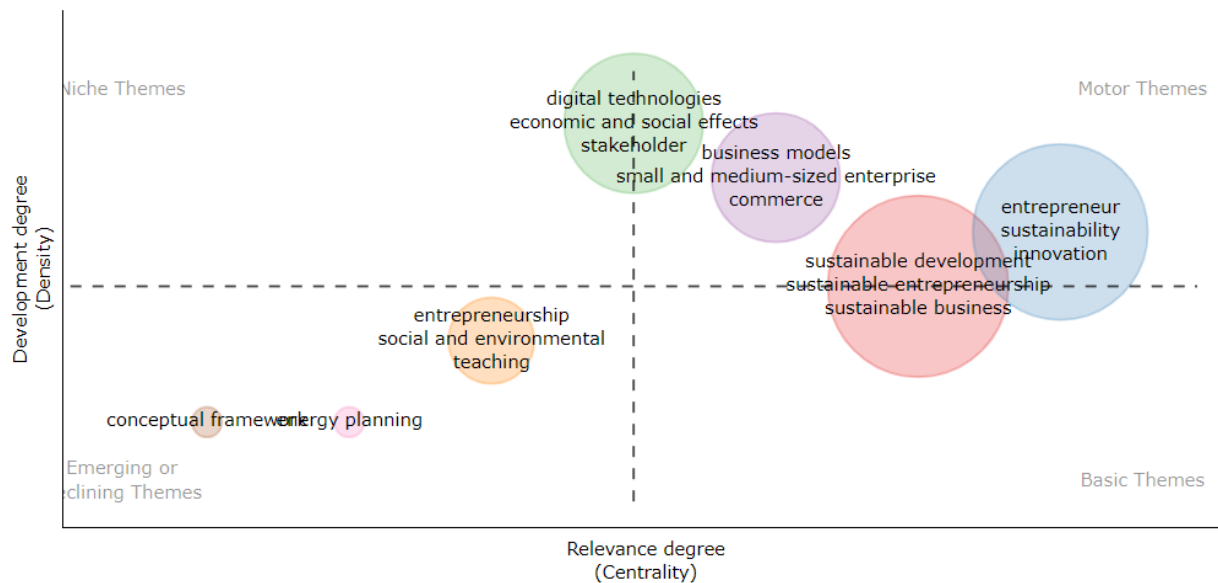 Niche Themes
Motor Themes
digital technologies
economic and social effects
stakeholder
business models
small and medium-sized enterprise
commerce
entrepreneur
sustainability
innovation
sustainable development
sustainable entrepreneurship
sustainable business
entrepreneurship
social and environmental
teaching
conceptual framework
energy planning
Emerging or
eclining Themes
Basic Themes
Development degree
(Density)
Relevance degree
(Centrality)